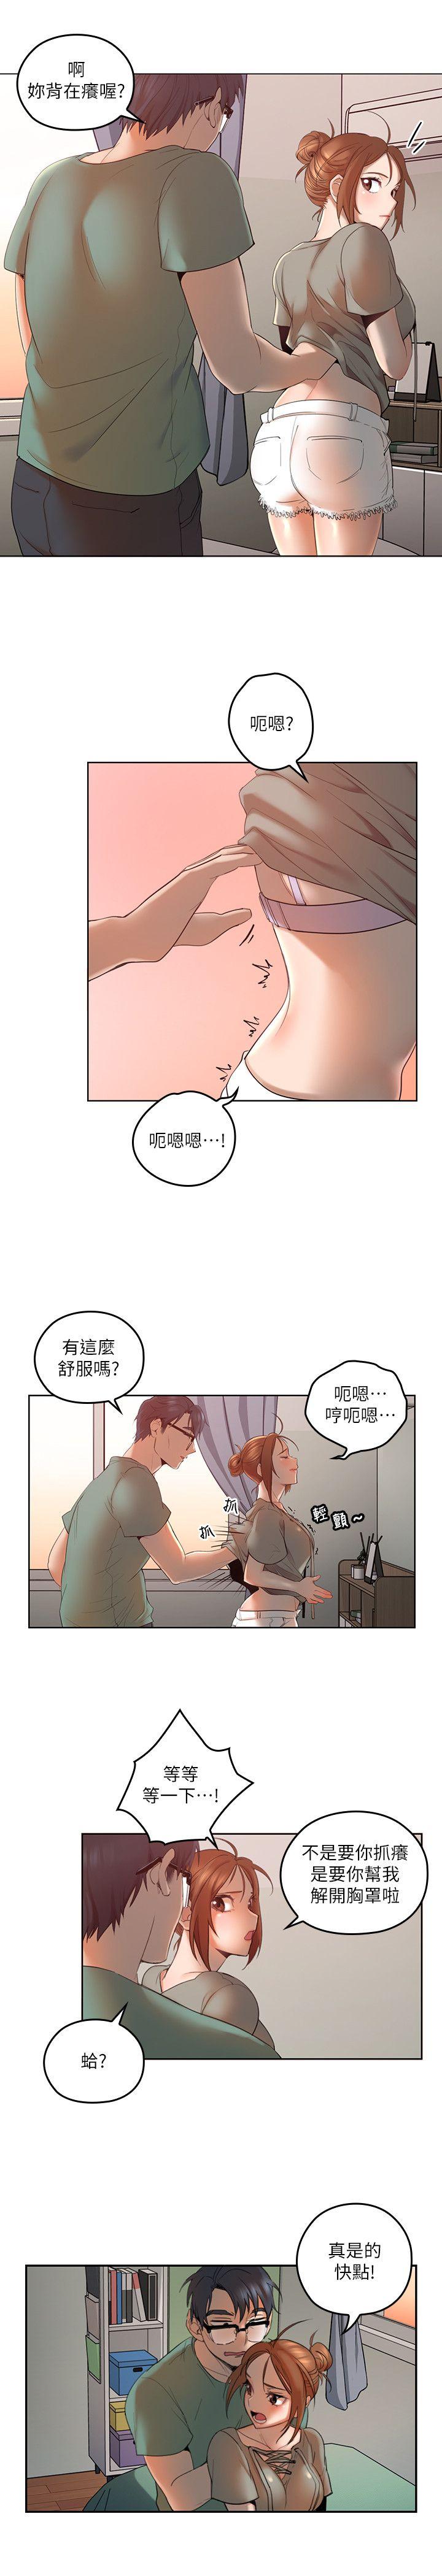 啊
妳背在癢喔?
呃嗯?
呃嗯嗯…!
有這麼
舒服嗎?
呃嗯…
哼呃嗯…
抓
抓
輕顫~
等等
等一下…!
不是要你抓癢
是要你幫我
解開胸罩啦
蛤?
真是的
快點!